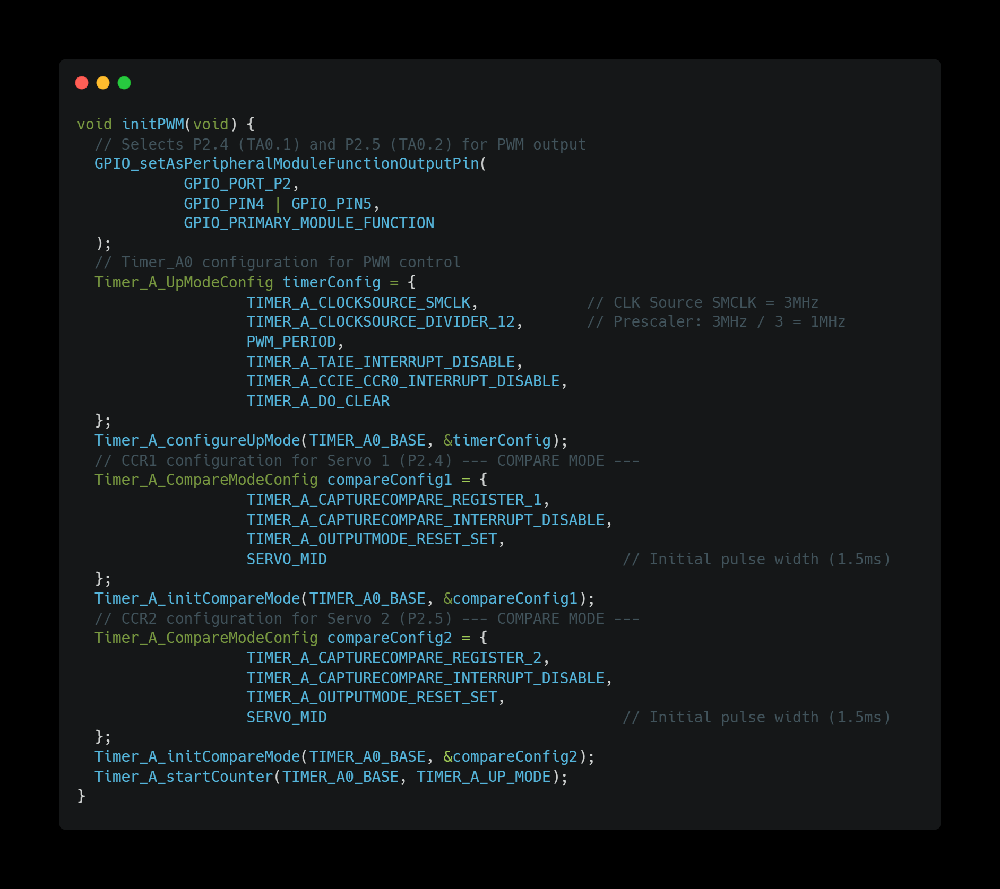 void initPWM(void) {
  // Selects P2.4 (TA0.1) and P2.5 (TA0.2) for PWM output
  GPIO_setAsPeripheralModuleFunctionOutputPin(
            GPIO_PORT_P2,
            GPIO_PIN4 | GPIO_PIN5,
            GPIO_PRIMARY_MODULE_FUNCTION
  );
  // Timer_A0 configuration for PWM control
  Timer_A_UpModeConfig timerConfig = {
                   TIMER_A_CLOCKSOURCE_SMCLK,            // CLK Source SMCLK = 3MHz
                   TIMER_A_CLOCKSOURCE_DIVIDER_12,       // Prescaler: 3MHz / 3 = 1MHz
                   PWM_PERIOD,
                   TIMER_A_TAIE_INTERRUPT_DISABLE,
                   TIMER_A_CCIE_CCR0_INTERRUPT_DISABLE,
                   TIMER_A_DO_CLEAR
  };
  Timer_A_configureUpMode(TIMER_A0_BASE, &timerConfig);
  // CCR1 configuration for Servo 1 (P2.4) --- COMPARE MODE ---
  Timer_A_CompareModeConfig compareConfig1 = {
                   TIMER_A_CAPTURECOMPARE_REGISTER_1,
                   TIMER_A_CAPTURECOMPARE_INTERRUPT_DISABLE,
                   TIMER_A_OUTPUTMODE_RESET_SET,
                   SERVO_MID                                 // Initial pulse width (1.5ms)
  };
  Timer_A_initCompareMode(TIMER_A0_BASE, &compareConfig1);
  // CCR2 configuration for Servo 2 (P2.5) --- COMPARE MODE ---
  Timer_A_CompareModeConfig compareConfig2 = {
                   TIMER_A_CAPTURECOMPARE_REGISTER_2,
                   TIMER_A_CAPTURECOMPARE_INTERRUPT_DISABLE,
                   TIMER_A_OUTPUTMODE_RESET_SET,
                   SERVO_MID                                 // Initial pulse width (1.5ms)
  };
  Timer_A_initCompareMode(TIMER_A0_BASE, &compareConfig2);
  Timer_A_startCounter(TIMER_A0_BASE, TIMER_A_UP_MODE);
}